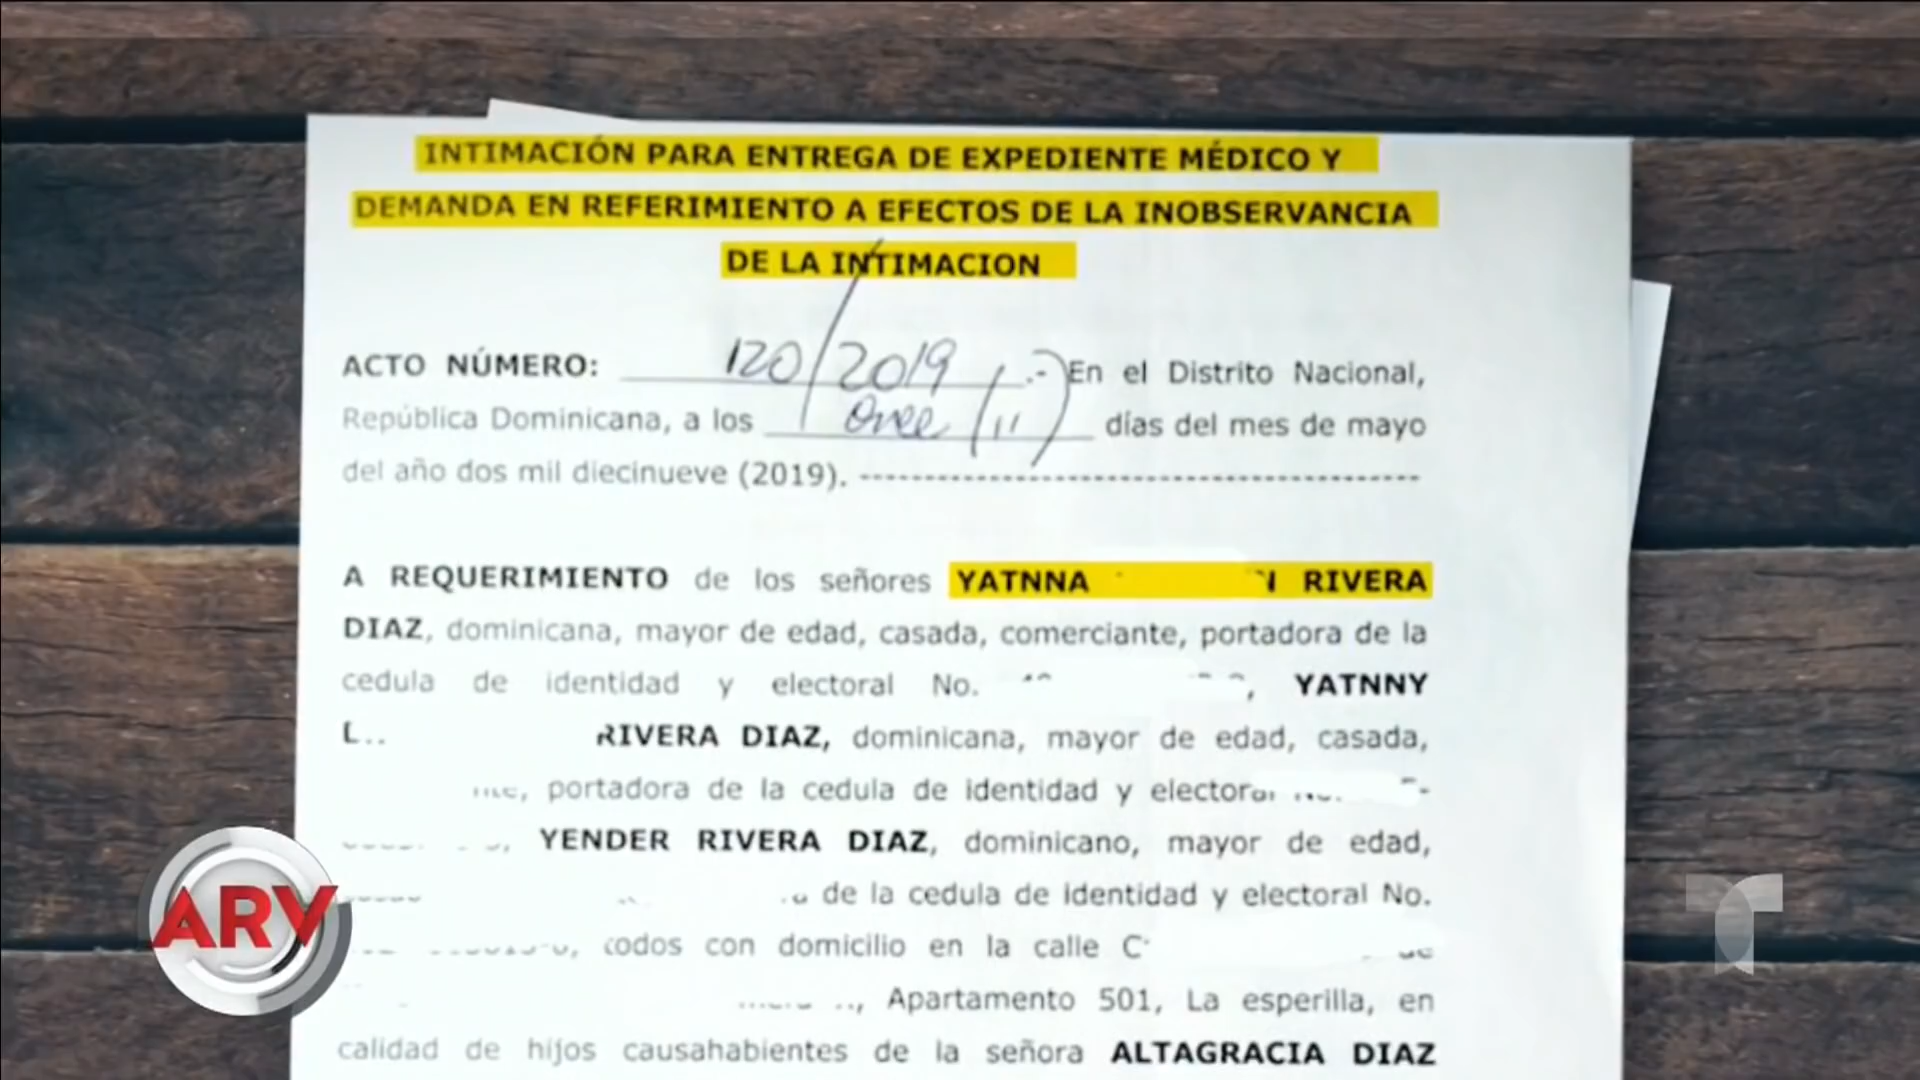 INTIMACIÓN PARA ENTREGA DE EXPEDIENTE MÉDICO Y
DEMANDA EN REFERIMIENTO A EFECTOS DE LA INOBSERVANCIA
DE LA INTIMACION
ACTO NÚMERO: 120/2019 .- En el Distrito Nacional,
República Dominicana, a los Once (11) días del mes de mayo
del año dos mil diecinueve (2019). -------------------------------------------
A REQUERIMIENTO de los señores YATNNA RIVERA
DIAZ, dominicana, mayor de edad, casada, comerciante, portadora de la
cedula de identidad y electoral No. , YATNNY
RIVERA DIAZ, dominicana, mayor de edad, casada,
portadora de la cedula de identidad y electoral
YENDER RIVERA DIAZ, dominicano, mayor de edad,
de la cedula de identidad y electoral No.
todos con domicilio en la calle
Apartamento 501, La esperilla, en
calidad de hijos causahabientes de la señora ALTAGRACIA DIAZ
ARV